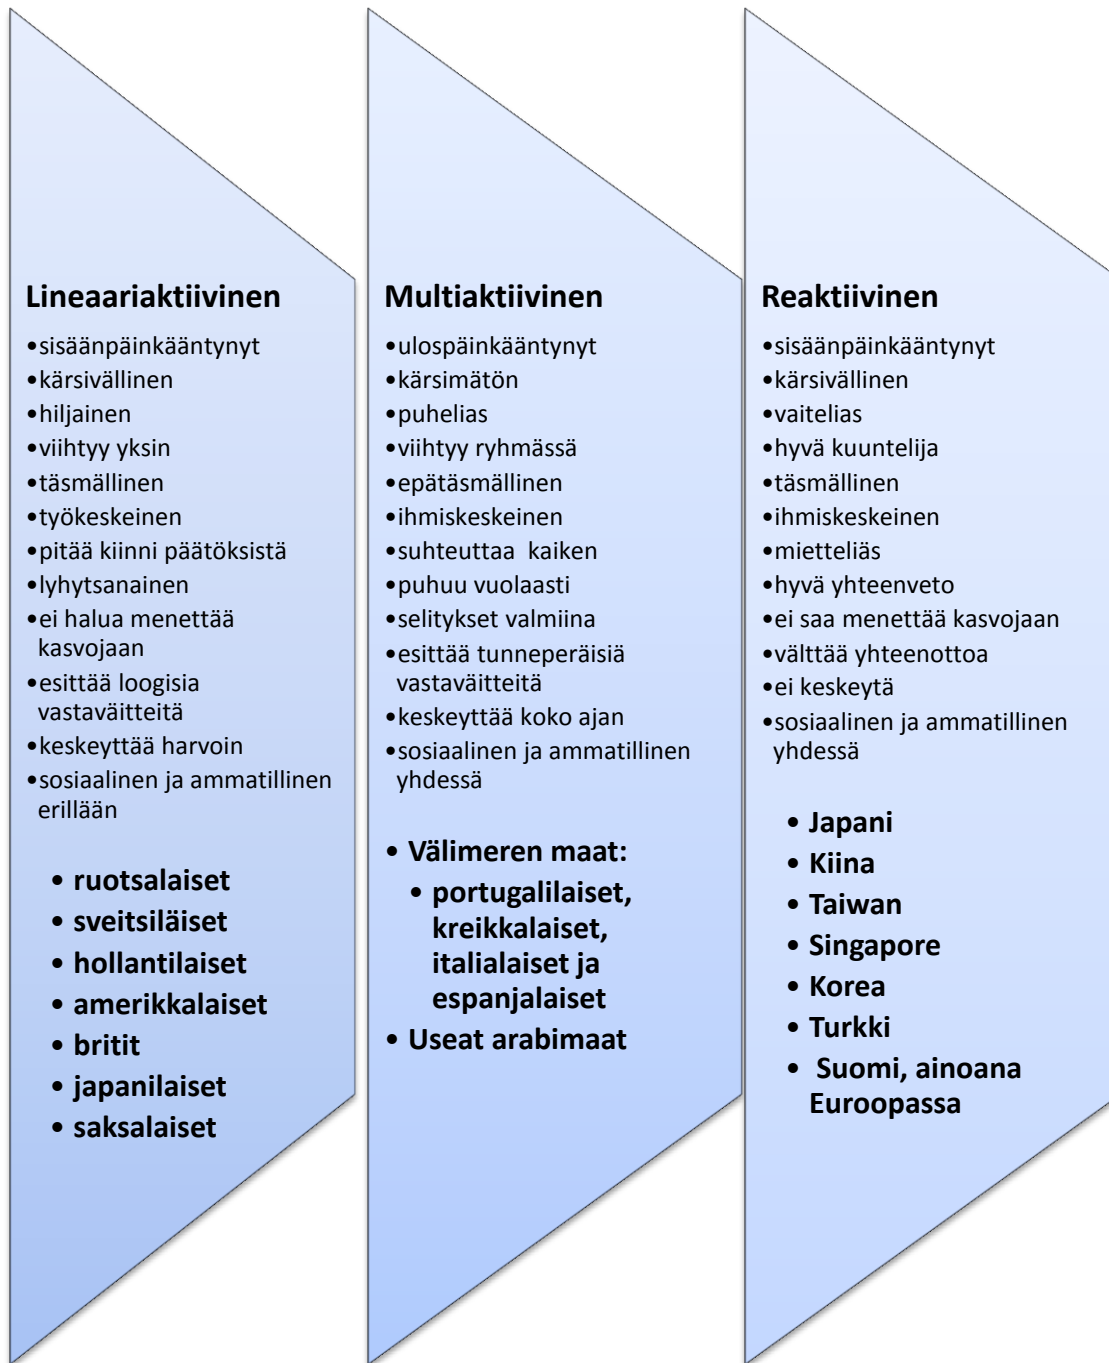 Lineaariaktiivinen
•sisäänpäinkääntynyt
•kärsivällinen
•hiljainen
•viihtyy yksin
•täsmällinen
•työkeskeinen
•pitää kiinni päätöksistä
•lyhytsanainen
•ei halua menettää
kasvojaan
•esittää loogisia
vastaväitteitä
•keskeyttää harvoin
•sosiaalinen ja ammatillinen
erillään
• ruotsalaiset
• sveitsiläiset
• hollantilaiset
• amerikkalaiset
• britit
• japanilaiset
• saksalaiset
Multiaktiivinen
•ulospäinkääntynyt
•kärsimätön
•puhelias
•viihtyy ryhmässä
•epätäsmällinen
•ihmiskeskeinen
•suhteuttaa kaiken
•puhuu vuolaasti
•selitykset valmiina
•esittää tunneperäisiä
vastaväitteitä
•keskeyttää koko ajan
•sosiaalinen ja ammatillinen
yhdessä
• Välimeren maat:
• portugalilaiset,
kreikkalaiset,
italialaiset ja
espanjalaiset
• Useat arabimaat
Reaktiivinen
•sisäänpäinkääntynyt
•kärsivällinen
•vaitelias
•hyvä kuuntelija
•täsmällinen
•ihmiskeskeinen
•mietteliäs
•hyvä yhteenveto
•ei saa menettää kasvojaan
•välttää yhteenottoa
•ei keskeytä
•sosiaalinen ja ammatillinen
yhdessä
• Japani
• Kiina
• Taiwan
• Singapore
• Korea
• Turkki
• Suomi, ainoana
Euroopassa